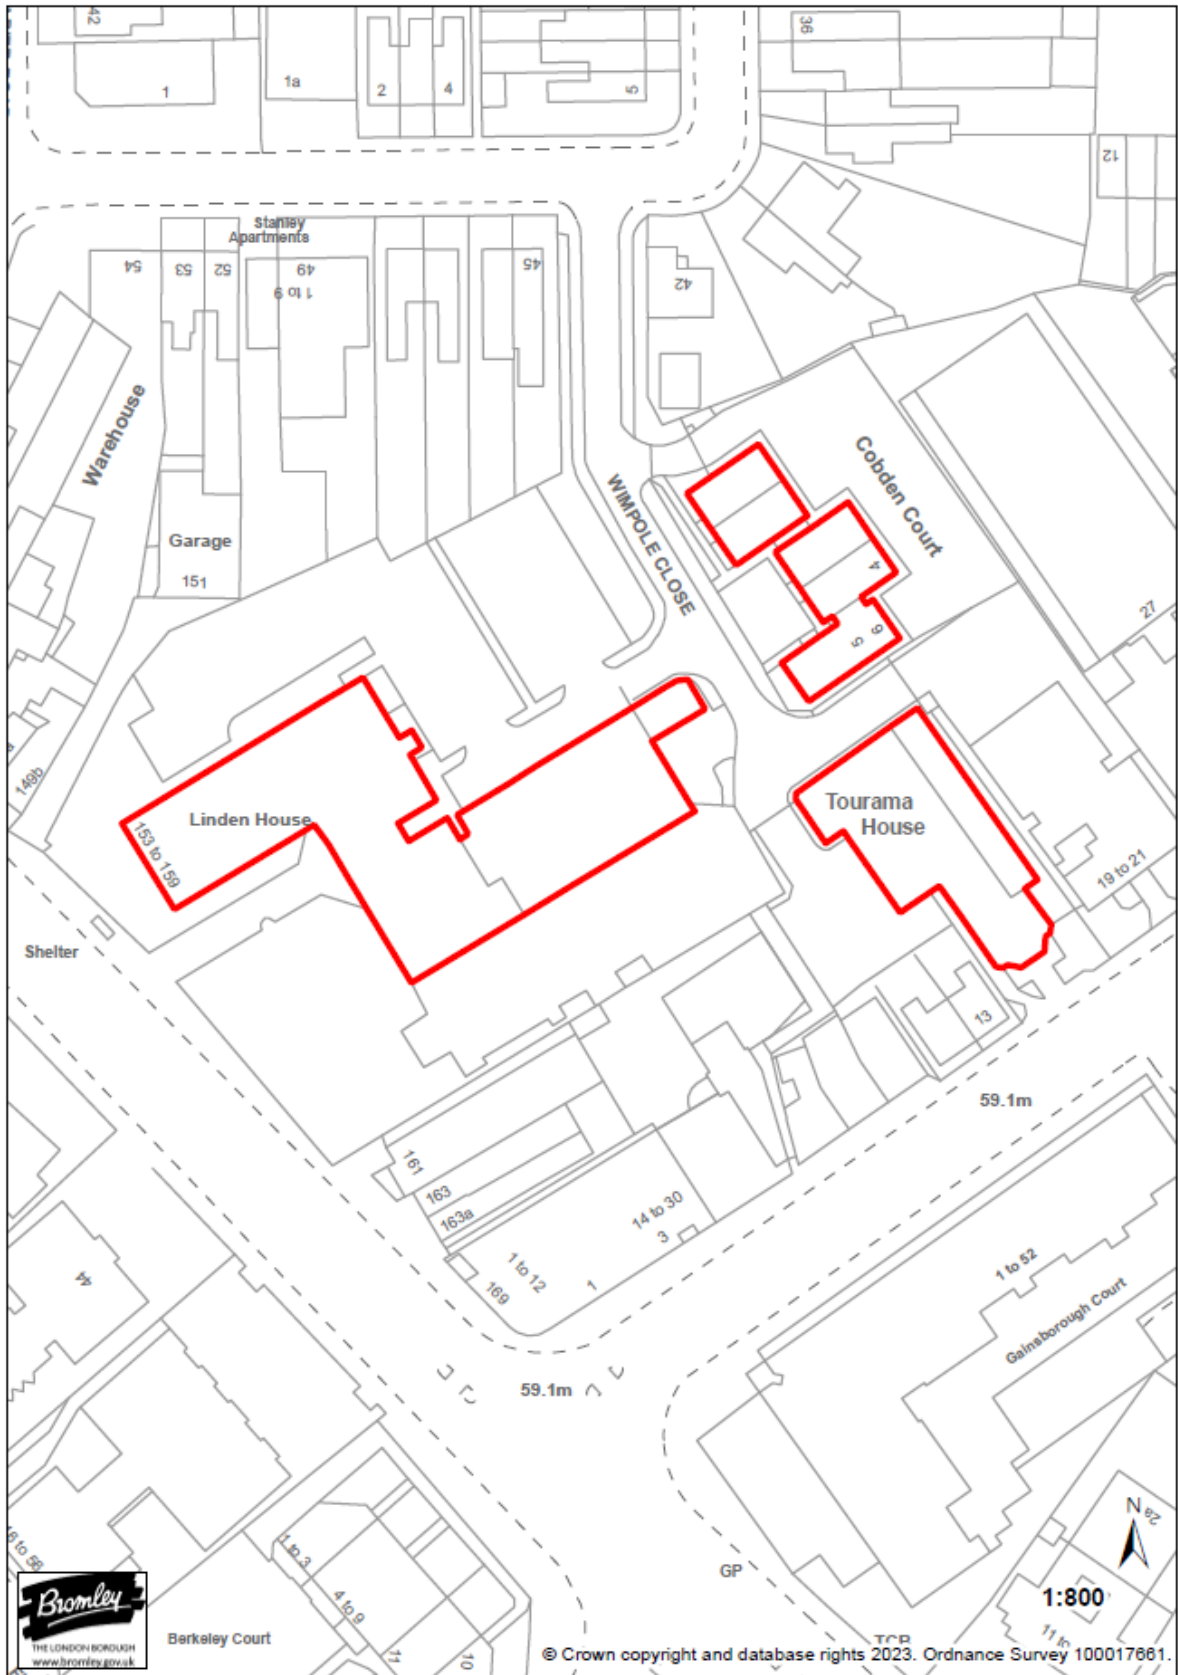 42
36
1
1a
2
4
5
12
Stanley
Apartments
54
53
52
49
1 to 9
45
42
Warehouse
WIMPOLE CLOSE
Cobden Court
Garage
151
4
6
5
27
Linden House
153 to 159
149b
Tourama
House
19 to 21
Shelter
13
59.1m
161
163
163a
14 to 30
3
1 to 12
1
169
44
1 to 52
Gainsborough Court
59.1m
N
2a
GP
1:800
1 to 3
4 to 9
11
10
Berkeley Court
TCB
Bromley
THE LONDON BOROUGH
www.bromley.gov.uk
© Crown copyright and database rights 2023. Ordnance Survey 100017661.